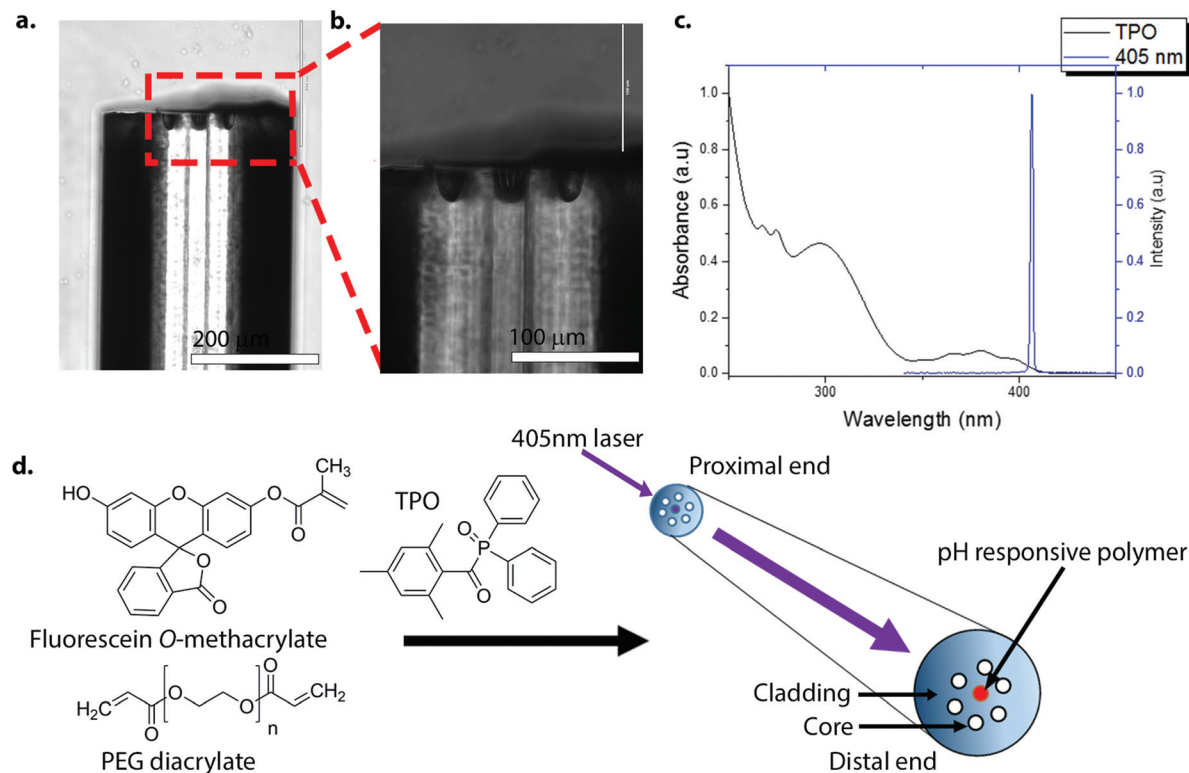 a.
b.
c.
200 μm
100 μm
TPO
405 nm
Absorbance (a.u)
1.0
0.8
0.6
0.4
0.2
0.0
1.0
0.8
0.6
0.4
0.2
0.0
Intensity (a.u)
300
400
Wavelength (nm)
d.
HO
O
O
CH3
O
O
O
Fluorescein O-methacrylate
H2C
O
O
O
n
O
CH2
PEG diacrylate
TPO
O
P
O
405nm laser
Proximal end
pH responsive polymer
Cladding
Core
Distal end